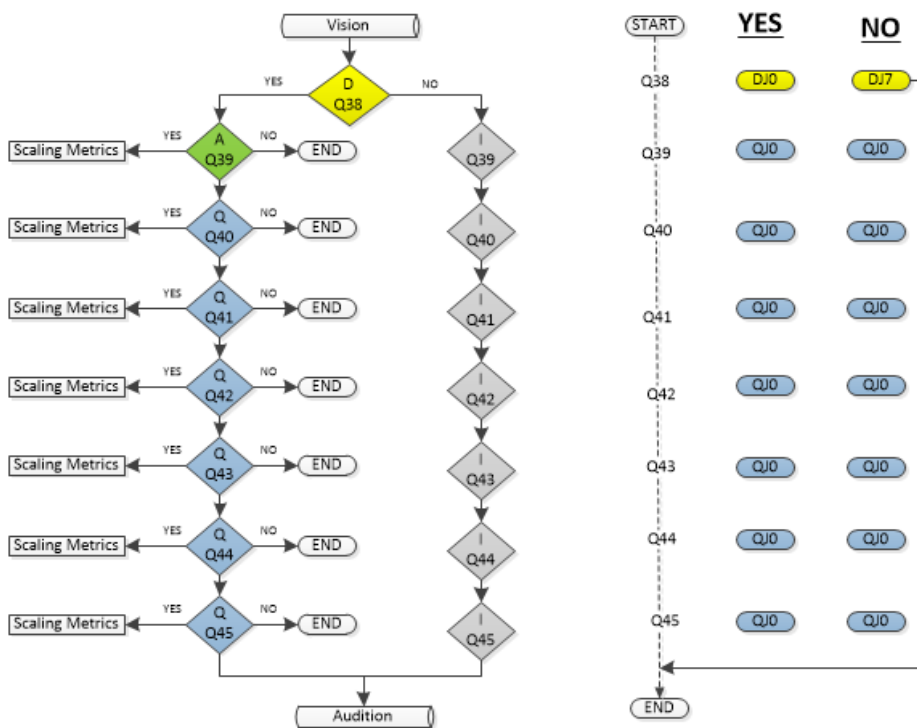 Vision
START
YES
NO
YES
D
Q38
NO
Q38
DJ0
DJ7
Scaling Metrics
YES
A
Q39
NO
END
I
Q39
Q39
QJ0
QJ0
Scaling Metrics
YES
Q
Q40
NO
END
I
Q40
Q40
QJ0
QJ0
Scaling Metrics
YES
Q
Q41
NO
END
I
Q41
Q41
QJ0
QJ0
Scaling Metrics
YES
Q
Q42
NO
END
I
Q42
Q42
QJ0
QJ0
Scaling Metrics
YES
Q
Q43
NO
END
I
Q43
Q43
QJ0
QJ0
Scaling Metrics
YES
Q
Q44
NO
END
I
Q44
Q44
QJ0
QJ0
Scaling Metrics
YES
Q
Q45
NO
END
I
Q45
Q45
QJ0
QJ0
Audition
END